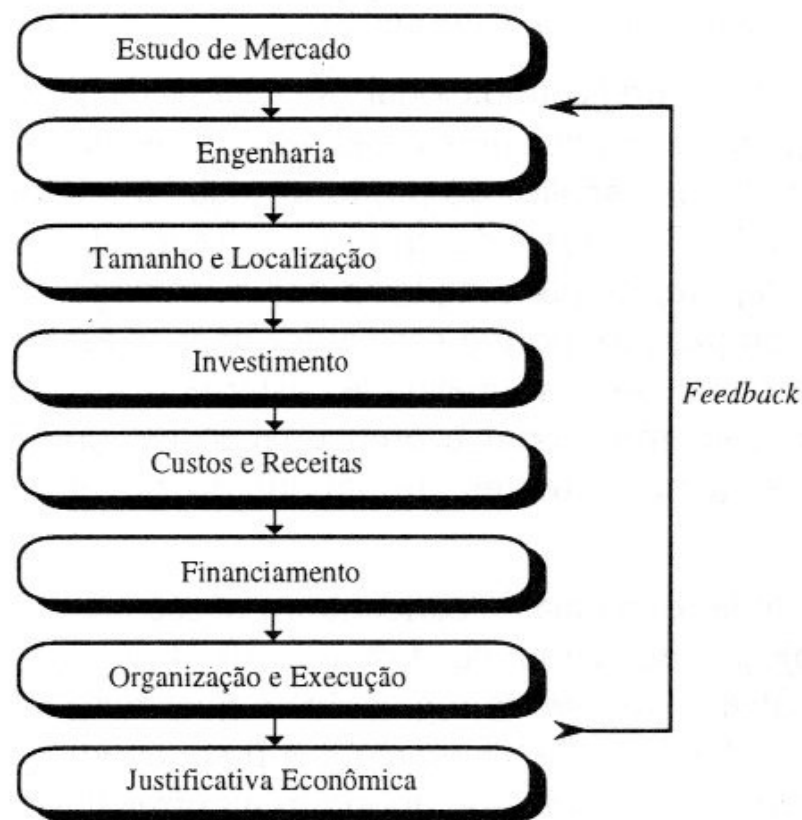 Estudo de Mercado
Engenharia
Tamanho e Localização
Investimento
Feedback
Custos e Receitas
Financiamento
Organização e Execução
Justificativa Econômica